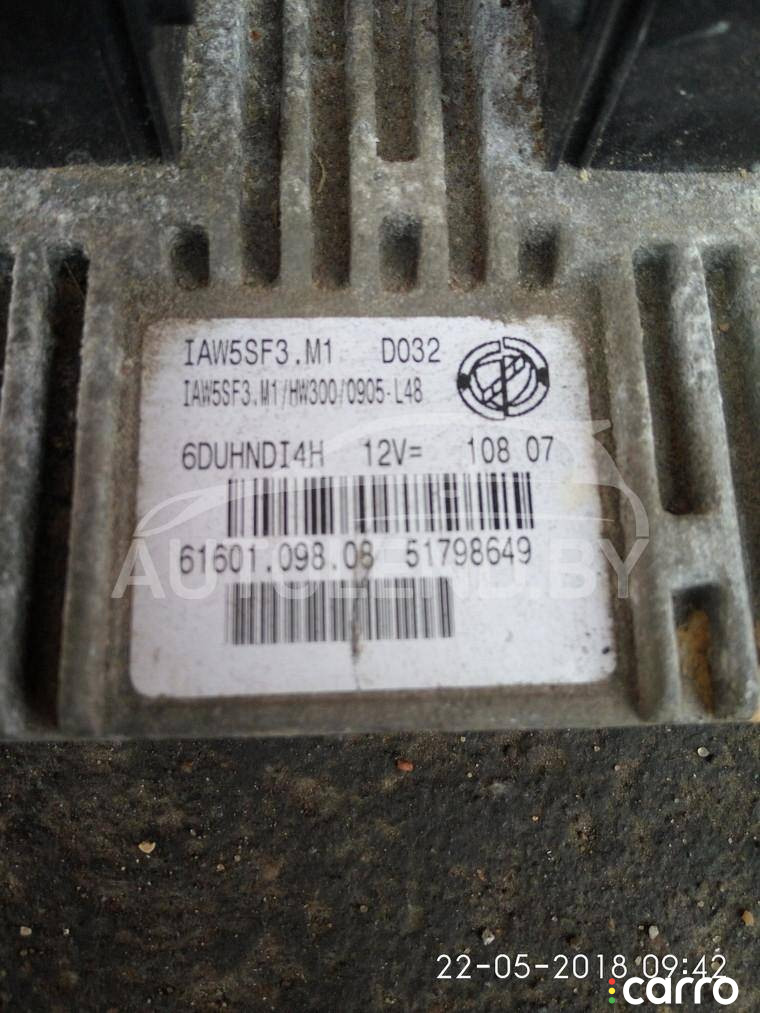 IAW5SF3.M1 D032
IAW5SF3.M1/HW300/0905-L48
6DUHNDI4H 12V= 108 07
61601.098.08 51798649
AUTOLEND.BY
22-05-2018 09:42
carro